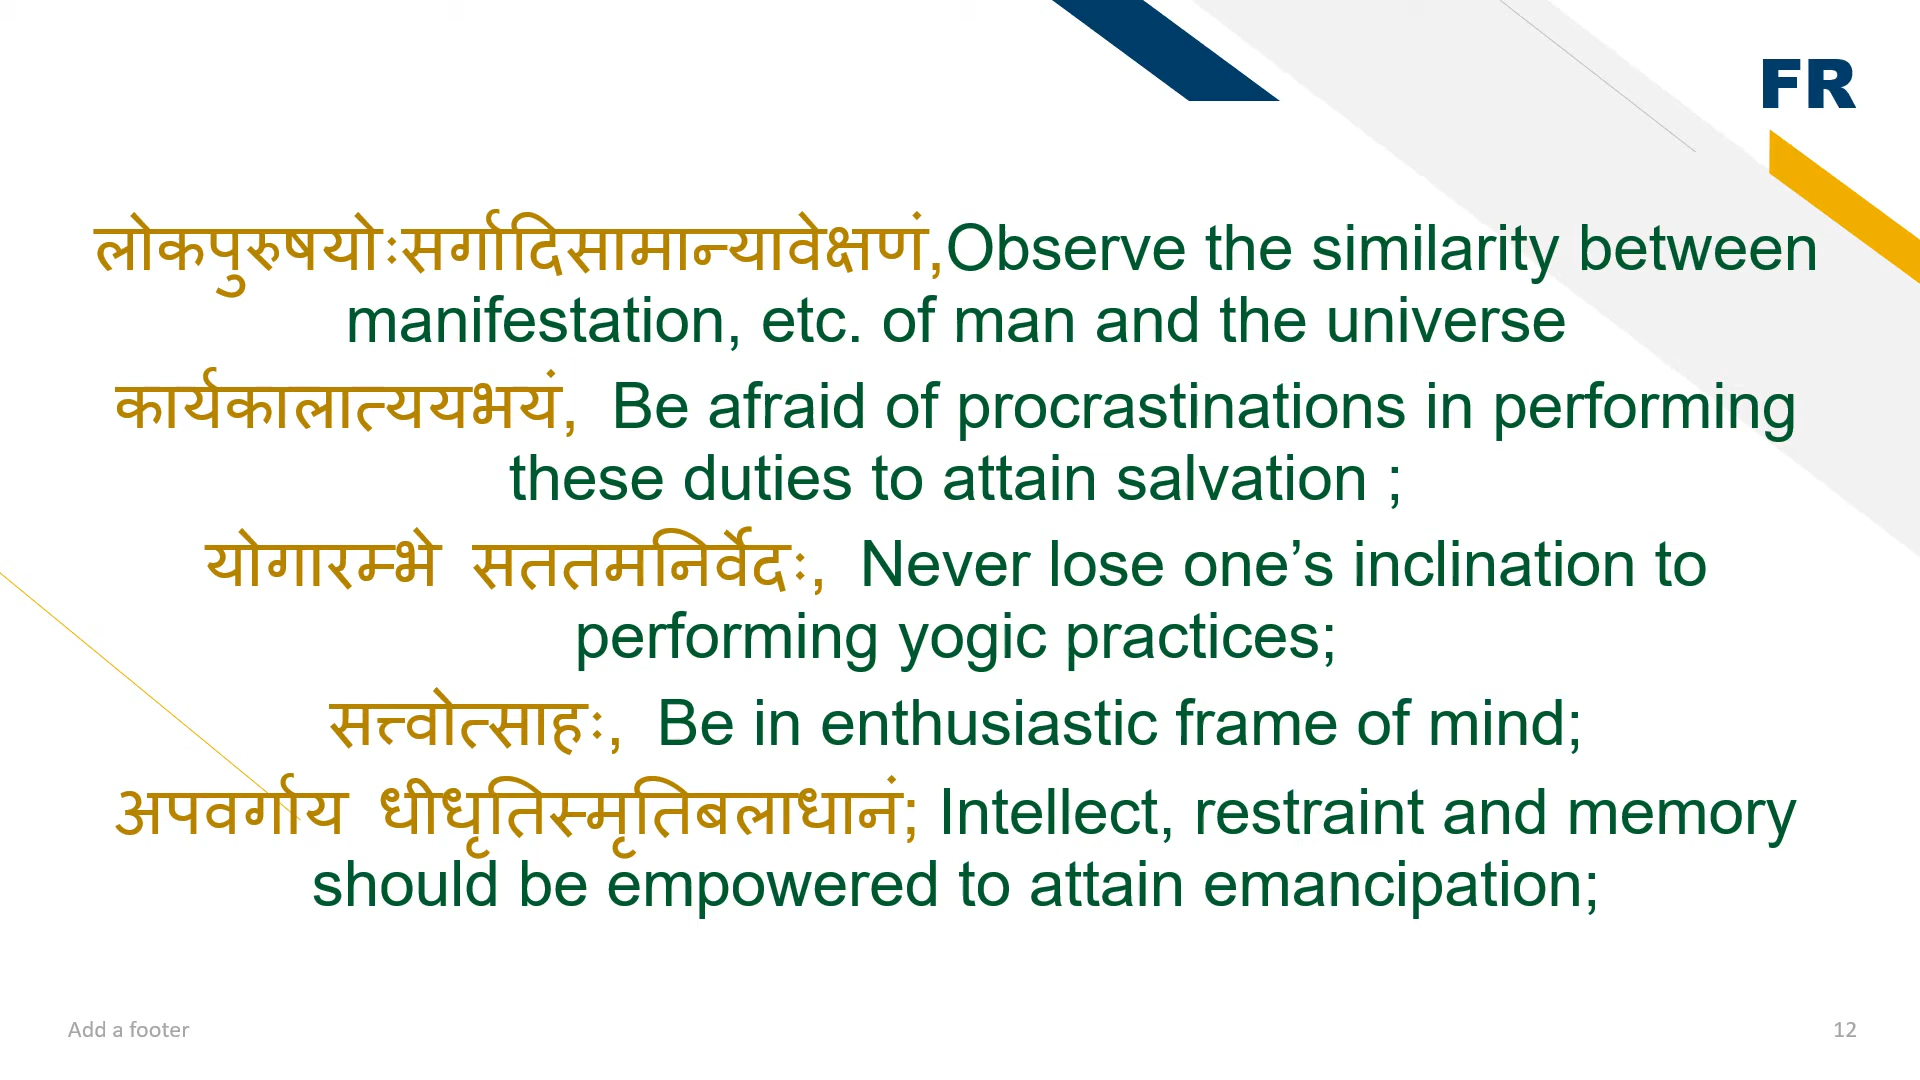 FR
लोकपुरुषयोःसर्गादिसामान्यावेक्षणं,Observe the similarity between
manifestation, etc. of man and the universe
कार्यकालात्ययभयं, Be afraid of procrastinations in performing
these duties to attain salvation ;
योगारम्भे सततमनिर्वेदः, Never lose one’s inclination to
performing yogic practices;
सत्त्वोत्साहः, Be in enthusiastic frame of mind;
अपवर्गाय धीधृतिस्मृतिबलाधानं; Intellect, restraint and memory
should be empowered to attain emancipation;
Add a footer
12